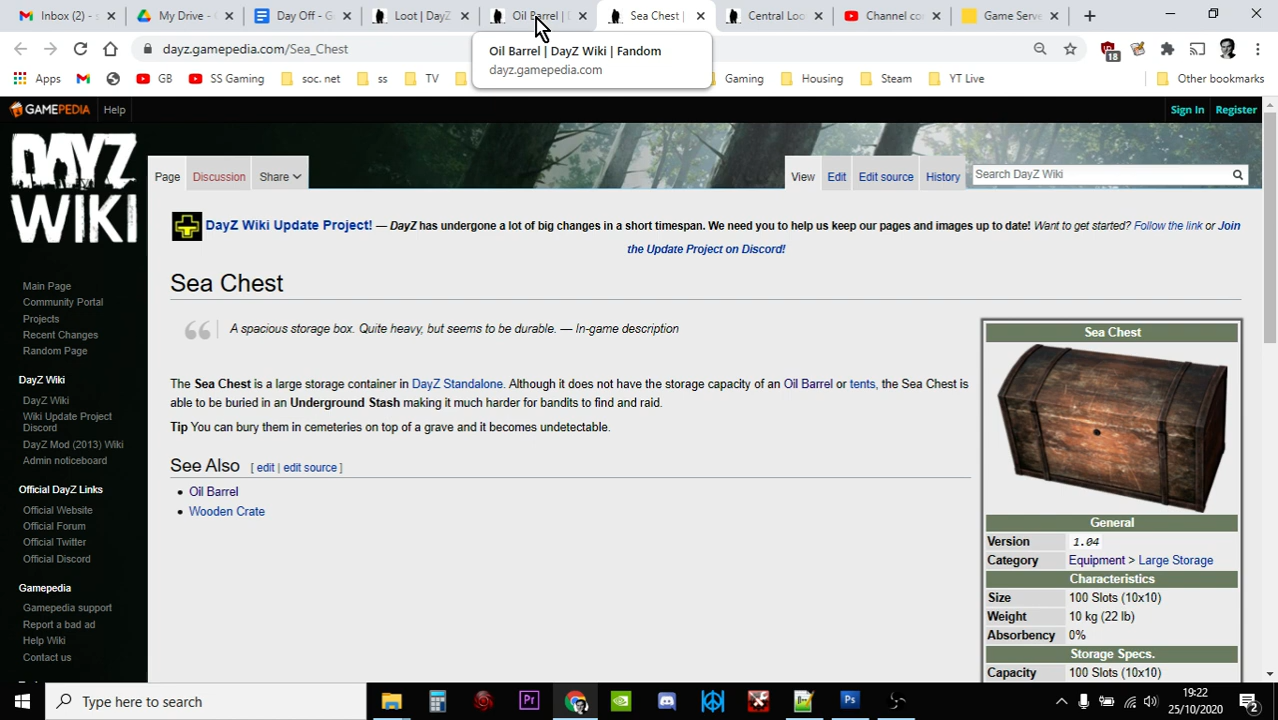 Inbox (2) - s
My Drive - G
Day Off - G
Loot | DayZ
Oil Barrel | D
Sea Chest |
Central Loo
Channel co
Game Serve
dayz.gamepedia.com/Sea_Chest
18
Oil Barrel | DayZ Wiki | Fandom
dayz.gamepedia.com
Apps
GB
SS Gaming
soc. net
ss
TV
Gaming
Housing
Steam
YT Live
Other bookmarks
GAMEPEDIA
Help
Sign In
Register
DAYZ
WIKI
Page
Discussion
Share
View
Edit
Edit source
History
Search DayZ Wiki
DayZ Wiki Update Project! — DayZ has undergone a lot of big changes in a short timespan. We need you to help us keep our pages and images up to date! Want to get started? Follow the link or Join
the Update Project on Discord!
Main Page
Community Portal
Projects
Recent Changes
Random Page
DayZ Wiki
DayZ Wiki
Wiki Update Project
Discord
DayZ Mod (2013) Wiki
Admin noticeboard
Official DayZ Links
Official Website
Official Forum
Official Twitter
Official Discord
Gamepedia
Gamepedia support
Report a bad ad
Help Wiki
Contact us
Sea Chest
A spacious storage box. Quite heavy, but seems to be durable. — In-game description
The Sea Chest is a large storage container in DayZ Standalone. Although it does not have the storage capacity of an Oil Barrel or tents, the Sea Chest is
able to be buried in an Underground Stash making it much harder for bandits to find and raid.
Tip You can bury them in cemeteries on top of a grave and it becomes undetectable.
See Also [ edit | edit source ]
Oil Barrel
Wooden Crate
Sea Chest
General
Version 1.04
Category Equipment > Large Storage
Characteristics
Size 100 Slots (10x10)
Weight 10 kg (22 lb)
Absorbency 0%
Storage Specs.
Capacity 100 Slots (10x10)
Type here to search
Pr
Ps
19:22
25/10/2020
2